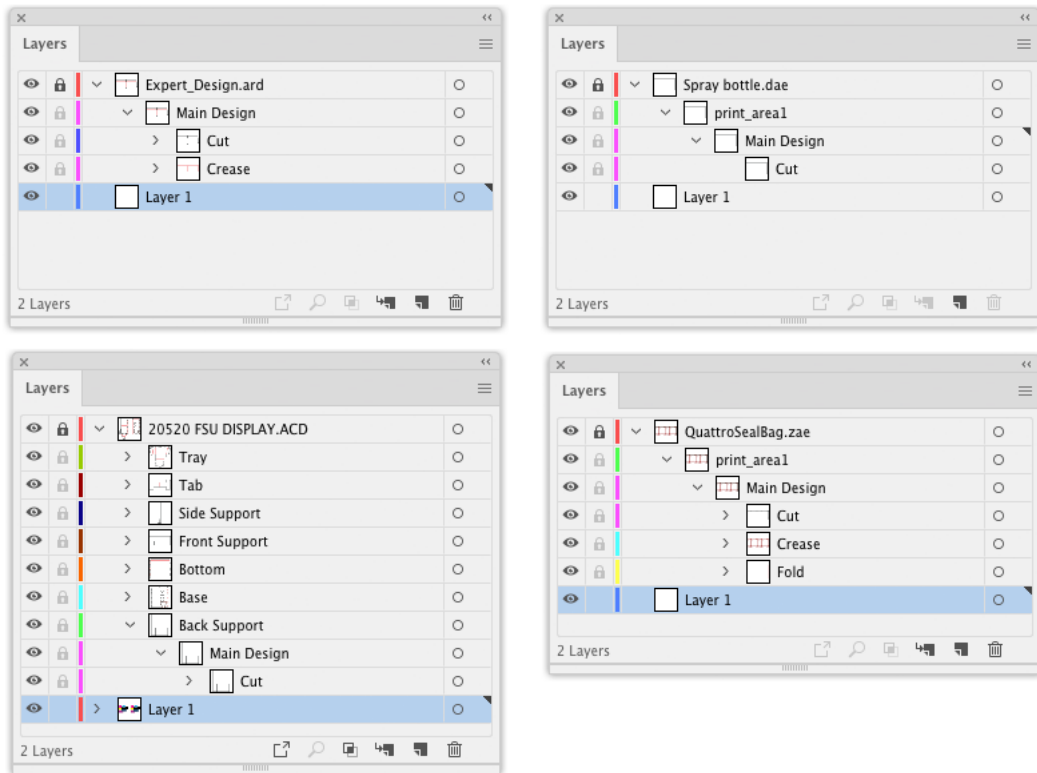 Layers
Expert_Design.ard
Main Design
Cut
Crease
Layer 1
2 Layers
Layers
Spray bottle.dae
print_area1
Main Design
Cut
Layer 1
2 Layers
Layers
20520 FSU DISPLAY.ACD
Tray
Tab
Side Support
Front Support
Bottom
Base
Back Support
Main Design
Cut
Layer 1
2 Layers
Layers
QuattroSealBag.zae
print_area1
Main Design
Cut
Crease
Fold
Layer 1
2 Layers